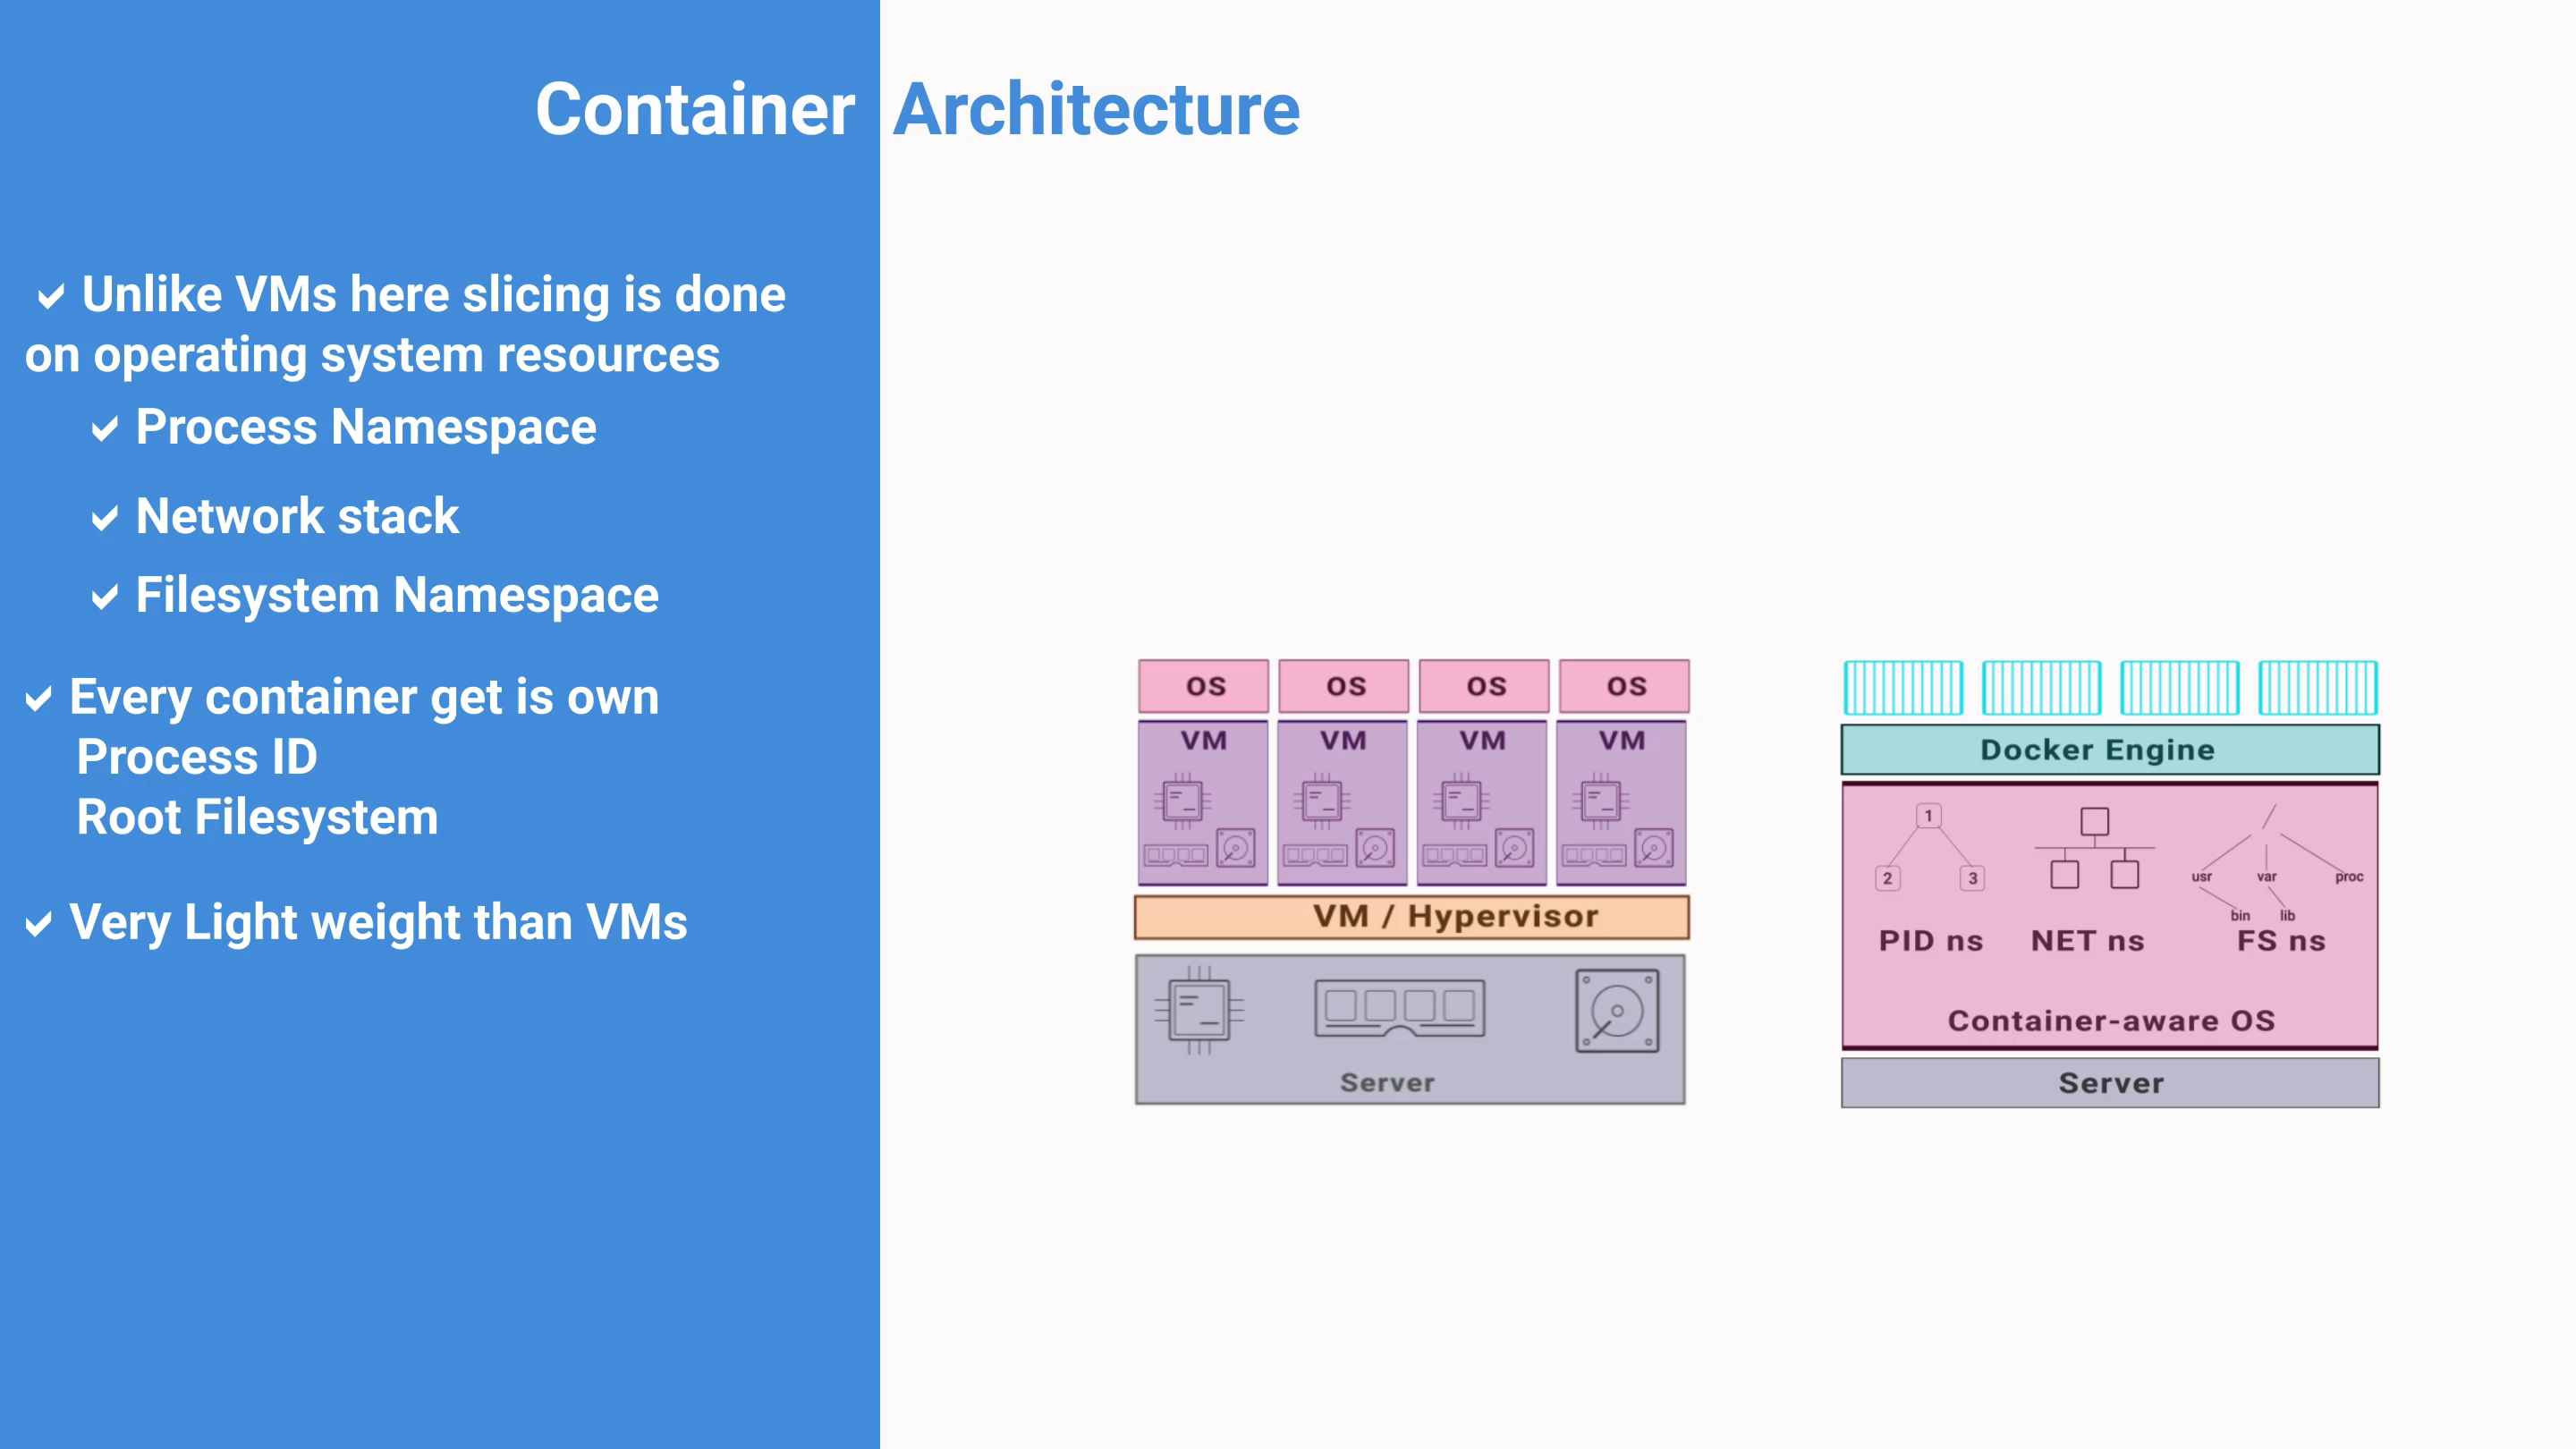 Container Architecture
Unlike VMs here slicing is done
on operating system resources
Process Namespace
Network stack
Filesystem Namespace
Every container get is own
Process ID
Root Filesystem
Very Light weight than VMs
OS OS OS OS
VM VM VM VM
VM / Hypervisor
Server
Docker Engine
1
2 3
/
usr var proc
bin lib
PID ns NET ns FS ns
Container-aware OS
Server